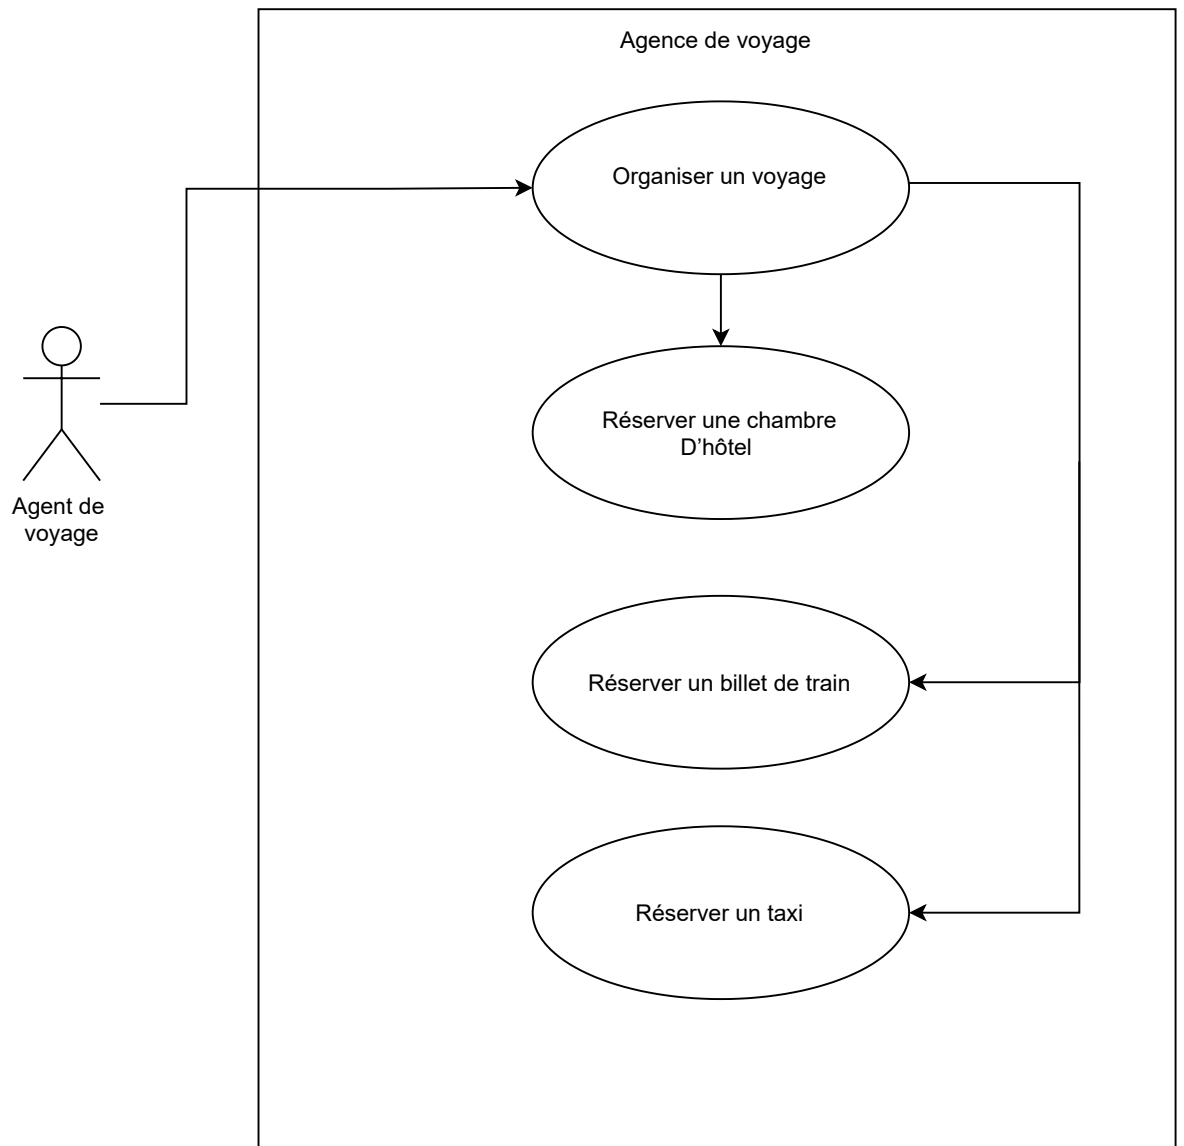 Agence de voyage
Organiser un voyage
Réserver une chambre
D’hôtel
Agent de
voyage
Réserver un billet de train
Réserver un taxi